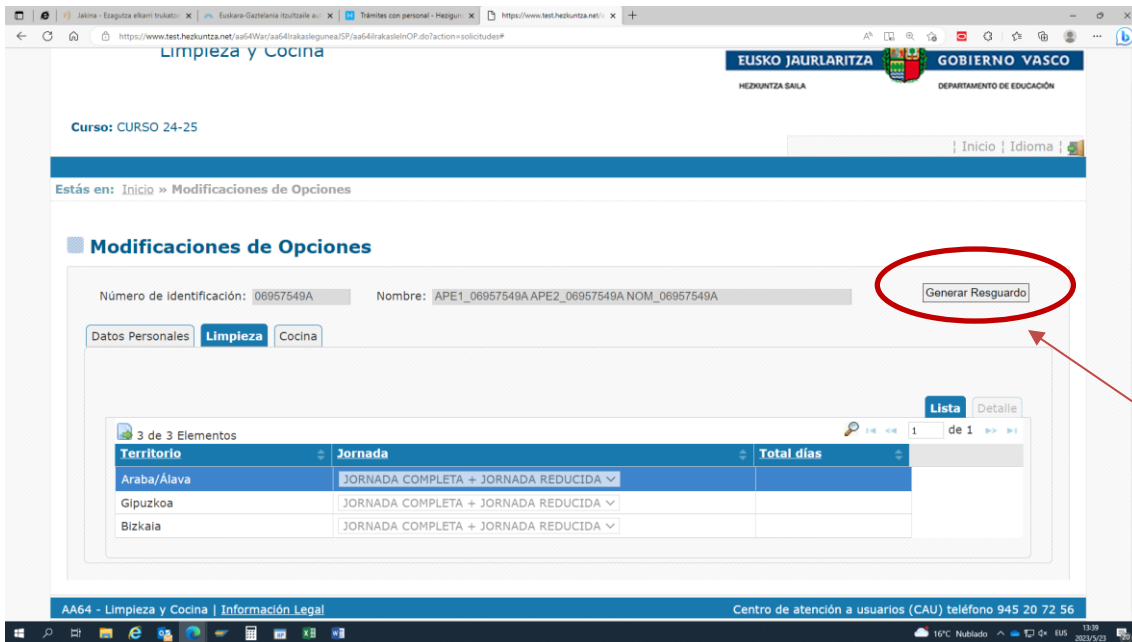 Jakina - Ezagutza elkarri trukatze
Euskara-Gaztelania itzultzaile au
Trámites con personal - Hezigun
https://www.test.hezkuntza.net/
https://www.test.hezkuntza.net/aa64War/aa64IrakasleguneaJSP/aa64irakasleInOP.do?action=solicitudes#
Limpieza y Cocina
EUSKO JAURLARITZA GOBIERNO VASCO
HEZKUNTZA SAILA DEPARTAMENTO DE EDUCACIÓN
Curso: CURSO 24-25
¦ Inicio ¦ Idioma ¦
Estás en: Inicio » Modificaciones de Opciones
Modificaciones de Opciones
Número de identificación: 06957549A Nombre: APE1_06957549A APE2_06957549A NOM_06957549A Generar Resguardo
Datos Personales Limpieza Cocina
Lista Detalle
3 de 3 Elementos 1 de 1
Territorio Jornada Total días
Araba/Álava JORNADA COMPLETA + JORNADA REDUCIDA
Gipuzkoa JORNADA COMPLETA + JORNADA REDUCIDA
Bizkaia JORNADA COMPLETA + JORNADA REDUCIDA
AA64 - Limpieza y Cocina | Información Legal Centro de atención a usuarios (CAU) teléfono 945 20 72 56
16°C Nublado EUS 13:39
2023/5/23